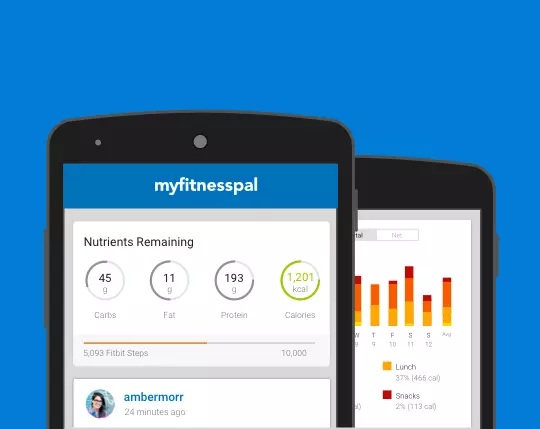 myfitnesspal
Nutrients Remaining
45 11 193 1,201
g g g kcal
Carbs Fat Protein Calories
5,093 Fitbit Steps 10,000
ambermorr
24 minutes ago
tal Net
W T F S S Avg
8 9 10 11 12
Lunch
37% (466 cal)
Snacks
2% (113 cal)
al)